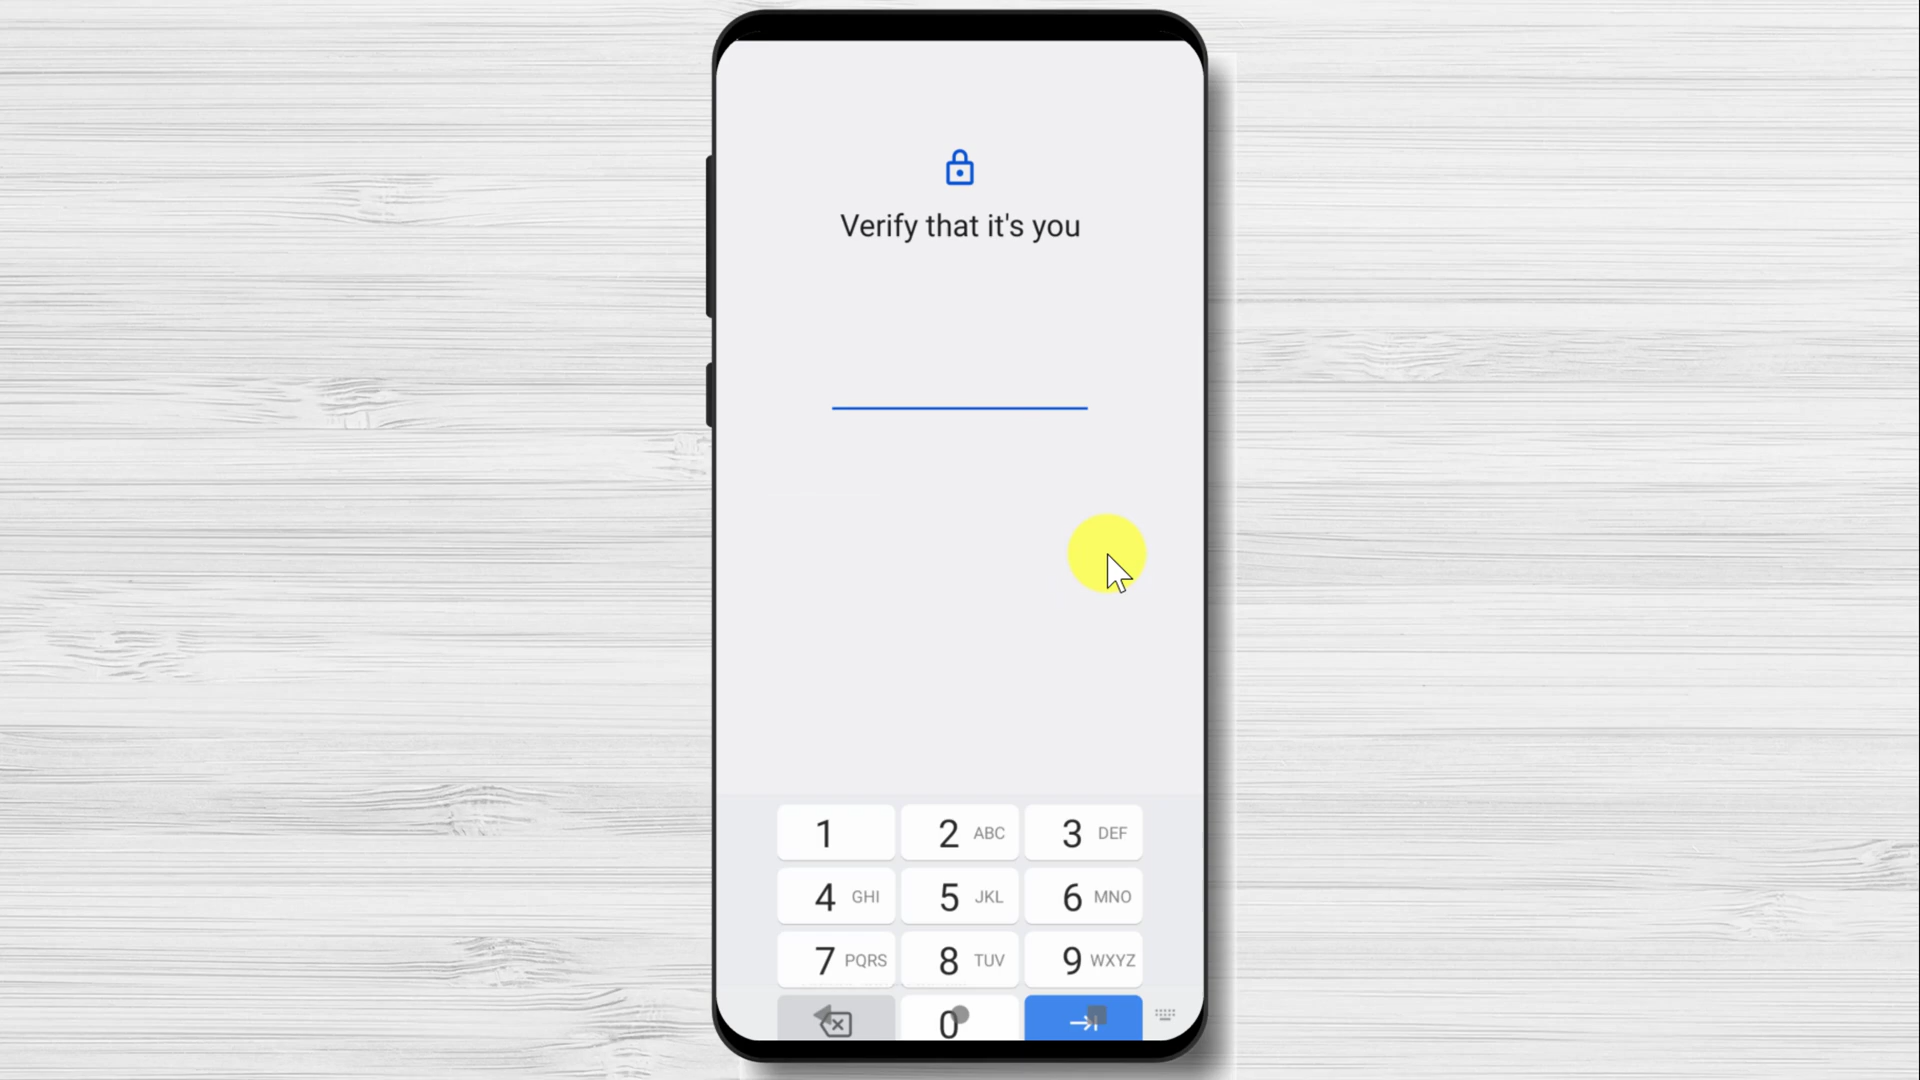 Verify that it's you
1
2 ABC
3 DEF
4 GHI
5 JKL
6 MNO
7 PQRS
8 TUV
9 WXYZ
0